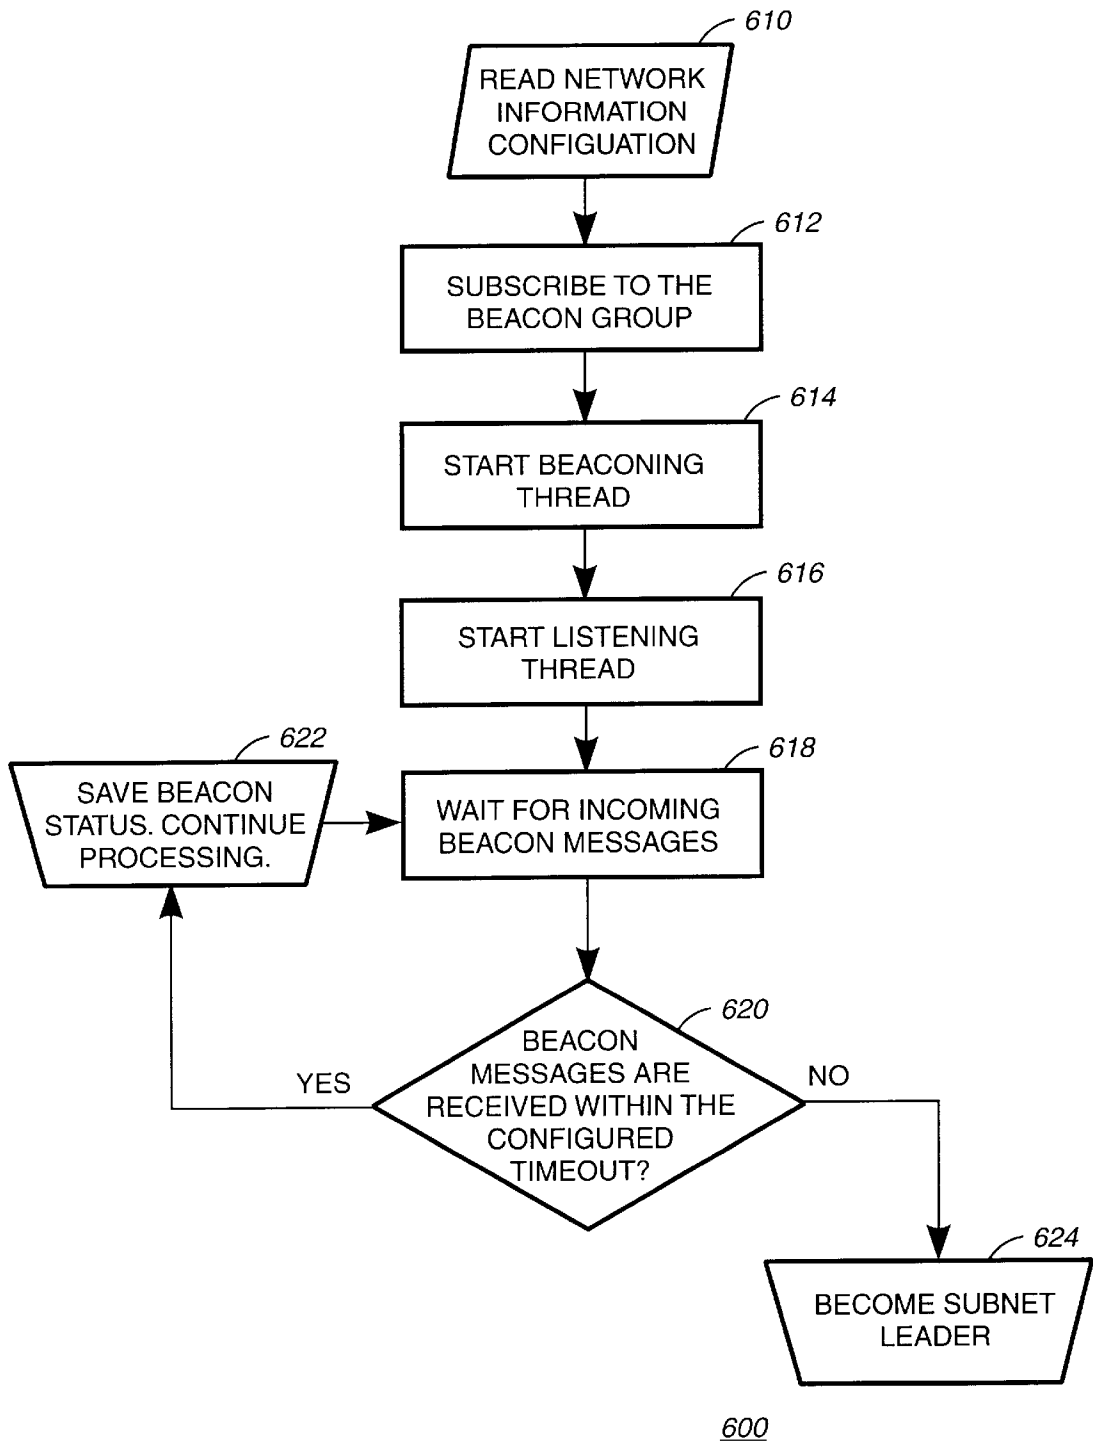 610
READ NETWORK
INFORMATION
CONFIGUATION
612
SUBSCRIBE TO THE
BEACON GROUP
614
START BEACONING
THREAD
616
START LISTENING
THREAD
622
SAVE BEACON
STATUS. CONTINUE
PROCESSING.
618
WAIT FOR INCOMING
BEACON MESSAGES
620
BEACON
MESSAGES ARE
RECEIVED WITHIN THE
CONFIGURED
TIMEOUT?
YES
NO
624
BECOME SUBNET
LEADER
600